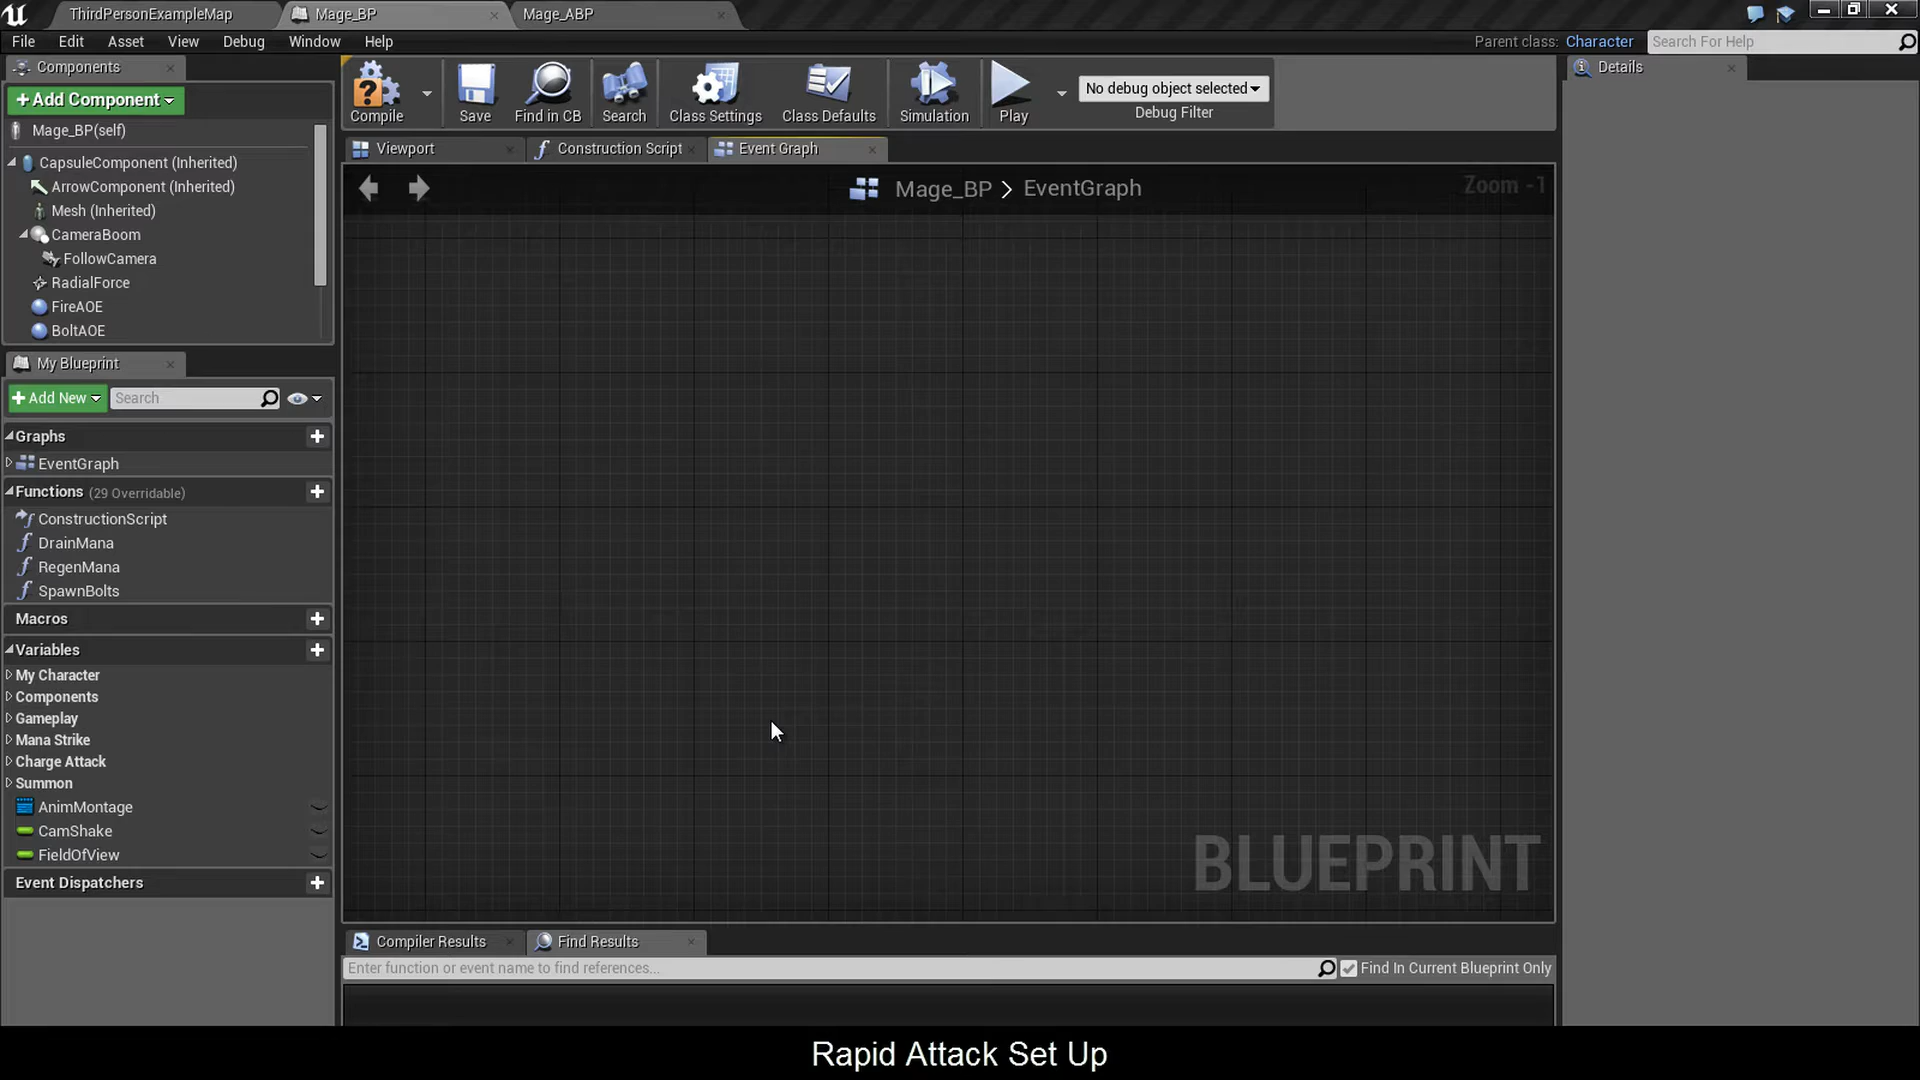 ThirdPersonExampleMap
Mage_BP
Mage_ABP
File Edit Asset View Debug Window Help
Parent class: Character
Search For Help
Components
Details
+Add Component
Mage_BP(self)
CapsuleComponent (Inherited)
ArrowComponent (Inherited)
Mesh (Inherited)
CameraBoom
FollowCamera
RadialForce
FireAOE
BoltAOE
Compile
Save
Find in CB
Search
Class Settings
Class Defaults
Simulation
Play
No debug object selected
Debug Filter
Viewport
Construction Script
Event Graph
Mage_BP > EventGraph
Zoom -1
My Blueprint
+Add New
Search
Graphs
EventGraph
Functions (29 Overridable)
ConstructionScript
DrainMana
RegenMana
SpawnBolts
Macros
Variables
My Character
Components
Gameplay
Mana Strike
Charge Attack
Summon
AnimMontage
CamShake
FieldOfView
Event Dispatchers
BLUEPRINT
Compiler Results
Find Results
Enter function or event name to find references...
Find In Current Blueprint Only
Rapid Attack Set Up